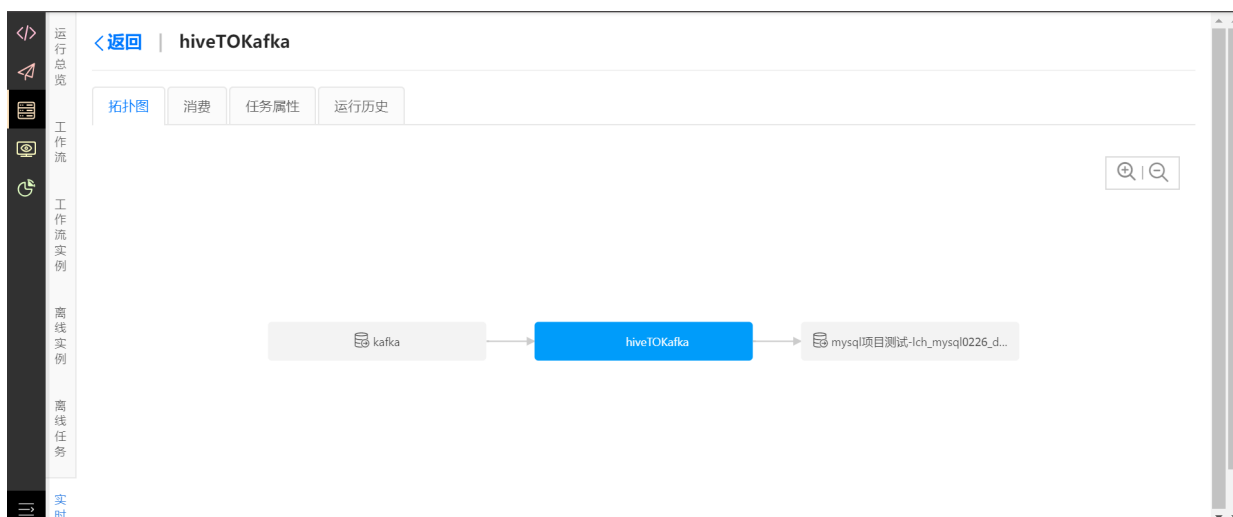 运行总览
工作流
工作流实例
离线实例
离线任务
实时
返回 | hiveTOKafka
拓扑图 消费 任务属性 运行历史
kafka
hiveTOKafka
mysql项目测试-lch_mysql0226_d...